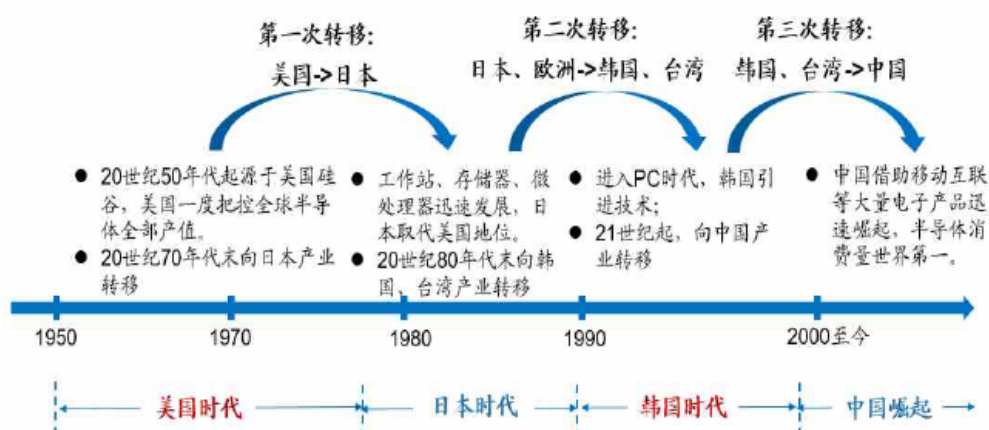 第一次转移:
美国->日本
第二次转移:
日本、欧洲->韩国、台湾
第三次转移:
韩国、台湾->中国
● 20世纪50年代起源于美国硅
谷，美国一度把控全球半导
体全部产值。
● 20世纪70年代末向日本产业
转移
● 工作站、存储器、微
处理器迅速发展，日
本取代美国地位。
● 20世纪80年代末向韩
国、台湾产业转移
● 进入PC时代，韩国引
进技术；
● 21世纪起，向中国产
业转移
● 中国借助移动互联
等大量电子产品迅
速崛起，半导体消
费量世界第一。
1950
1970
1980
1990
2000至今
美国时代
日本时代
韩国时代
中国崛起